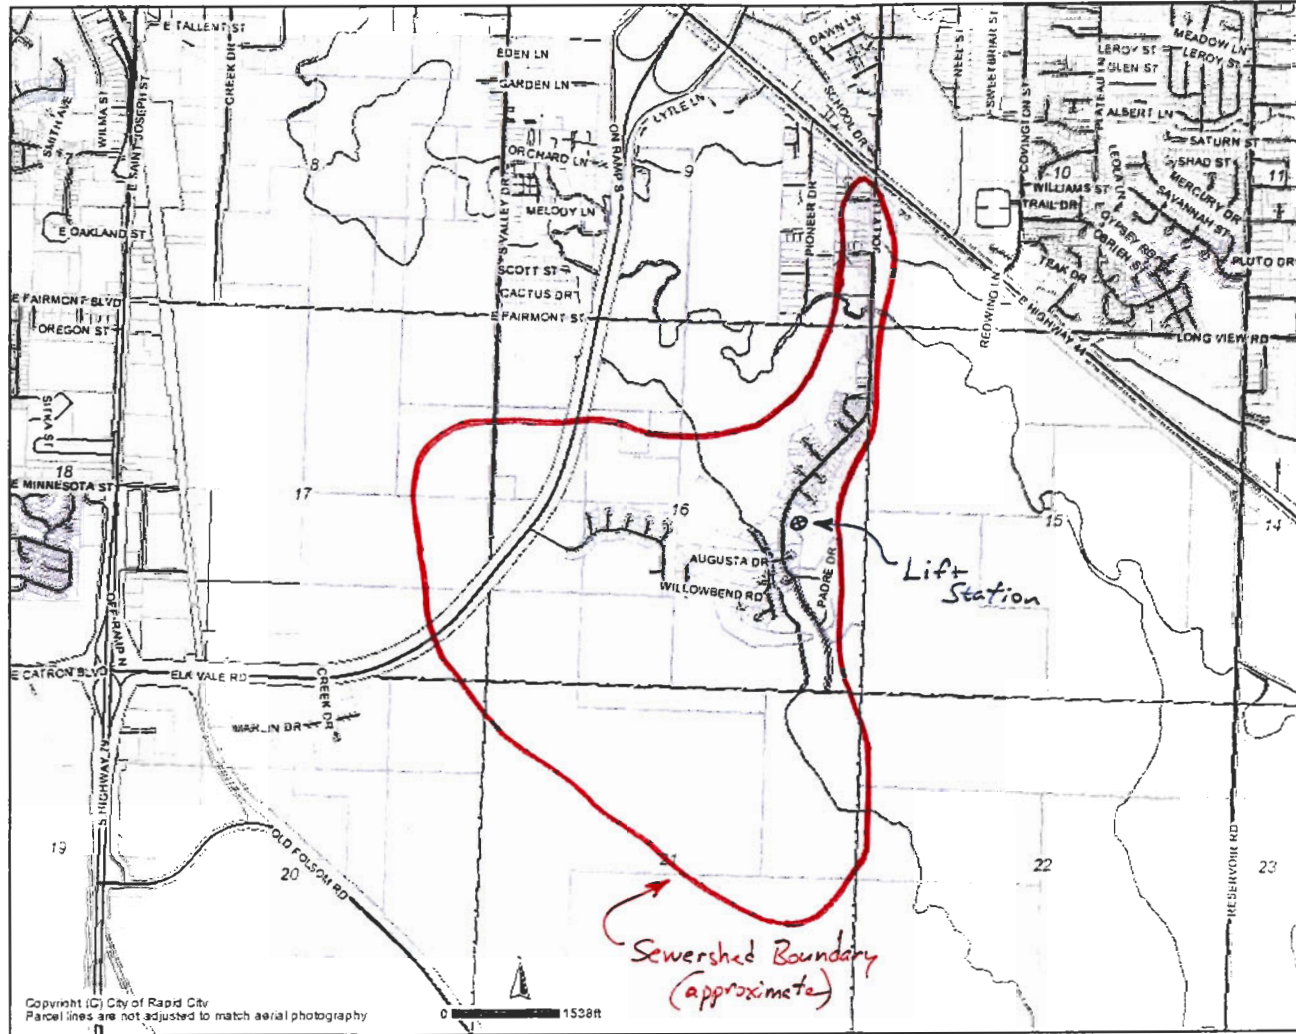 E TALLENT ST
CREEK DR
SMITH AVE
WILMA ST
E SAINT JOSEPH ST
7
E OAKLAND ST
E FAIRMONT BLVD
OREGON ST
SITKA ST
18
E MINNESOTA ST
OFF RAMP N
E CATRON BLVD
ELK VALE RD
CREEK DR
MARLIN DR
S HIGHWAY 79
19
20
OLD FOLSOM RD
8
EDEN LN
GARDEN LN
ORCHARD LN
S VALLEY DR
MELODY LN
SCOTT ST
CACTUS DR
E FAIRMONT ST
ON RAMP S
LYTLE LN
9
DAWN LN
SCHOOL DR
PIONEER DR
JOLLY LN
NEEL ST
SWEETBRIAR ST
COVINGTON ST
PLATEAU LN
MEADOW LN
LEROY ST
LEROY ST
GLEN ST
ALBERT LN
SATURN ST
SHAD ST
10
11
WILLIAMS ST
TRAIL DR
MERCURY DR
SAVANNAH ST
E GYPSEY RD
OBRIEN ST
TEAK DR
PLUTO DR
REDWING LN
E HIGHWAY 44
LONG VIEW RD
17
16
15
14
AUGUSTA DR
WILLOWBEND RD
PADRE DR
Lift
Station
21
22
23
RESERVOIR RD
Sewershed Boundary
(approximate)
Copyright (C) City of Rapid City
Parcel lines are not adjusted to match aerial photography
0 1538ft